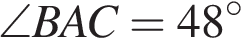 ∠BAC = 48°